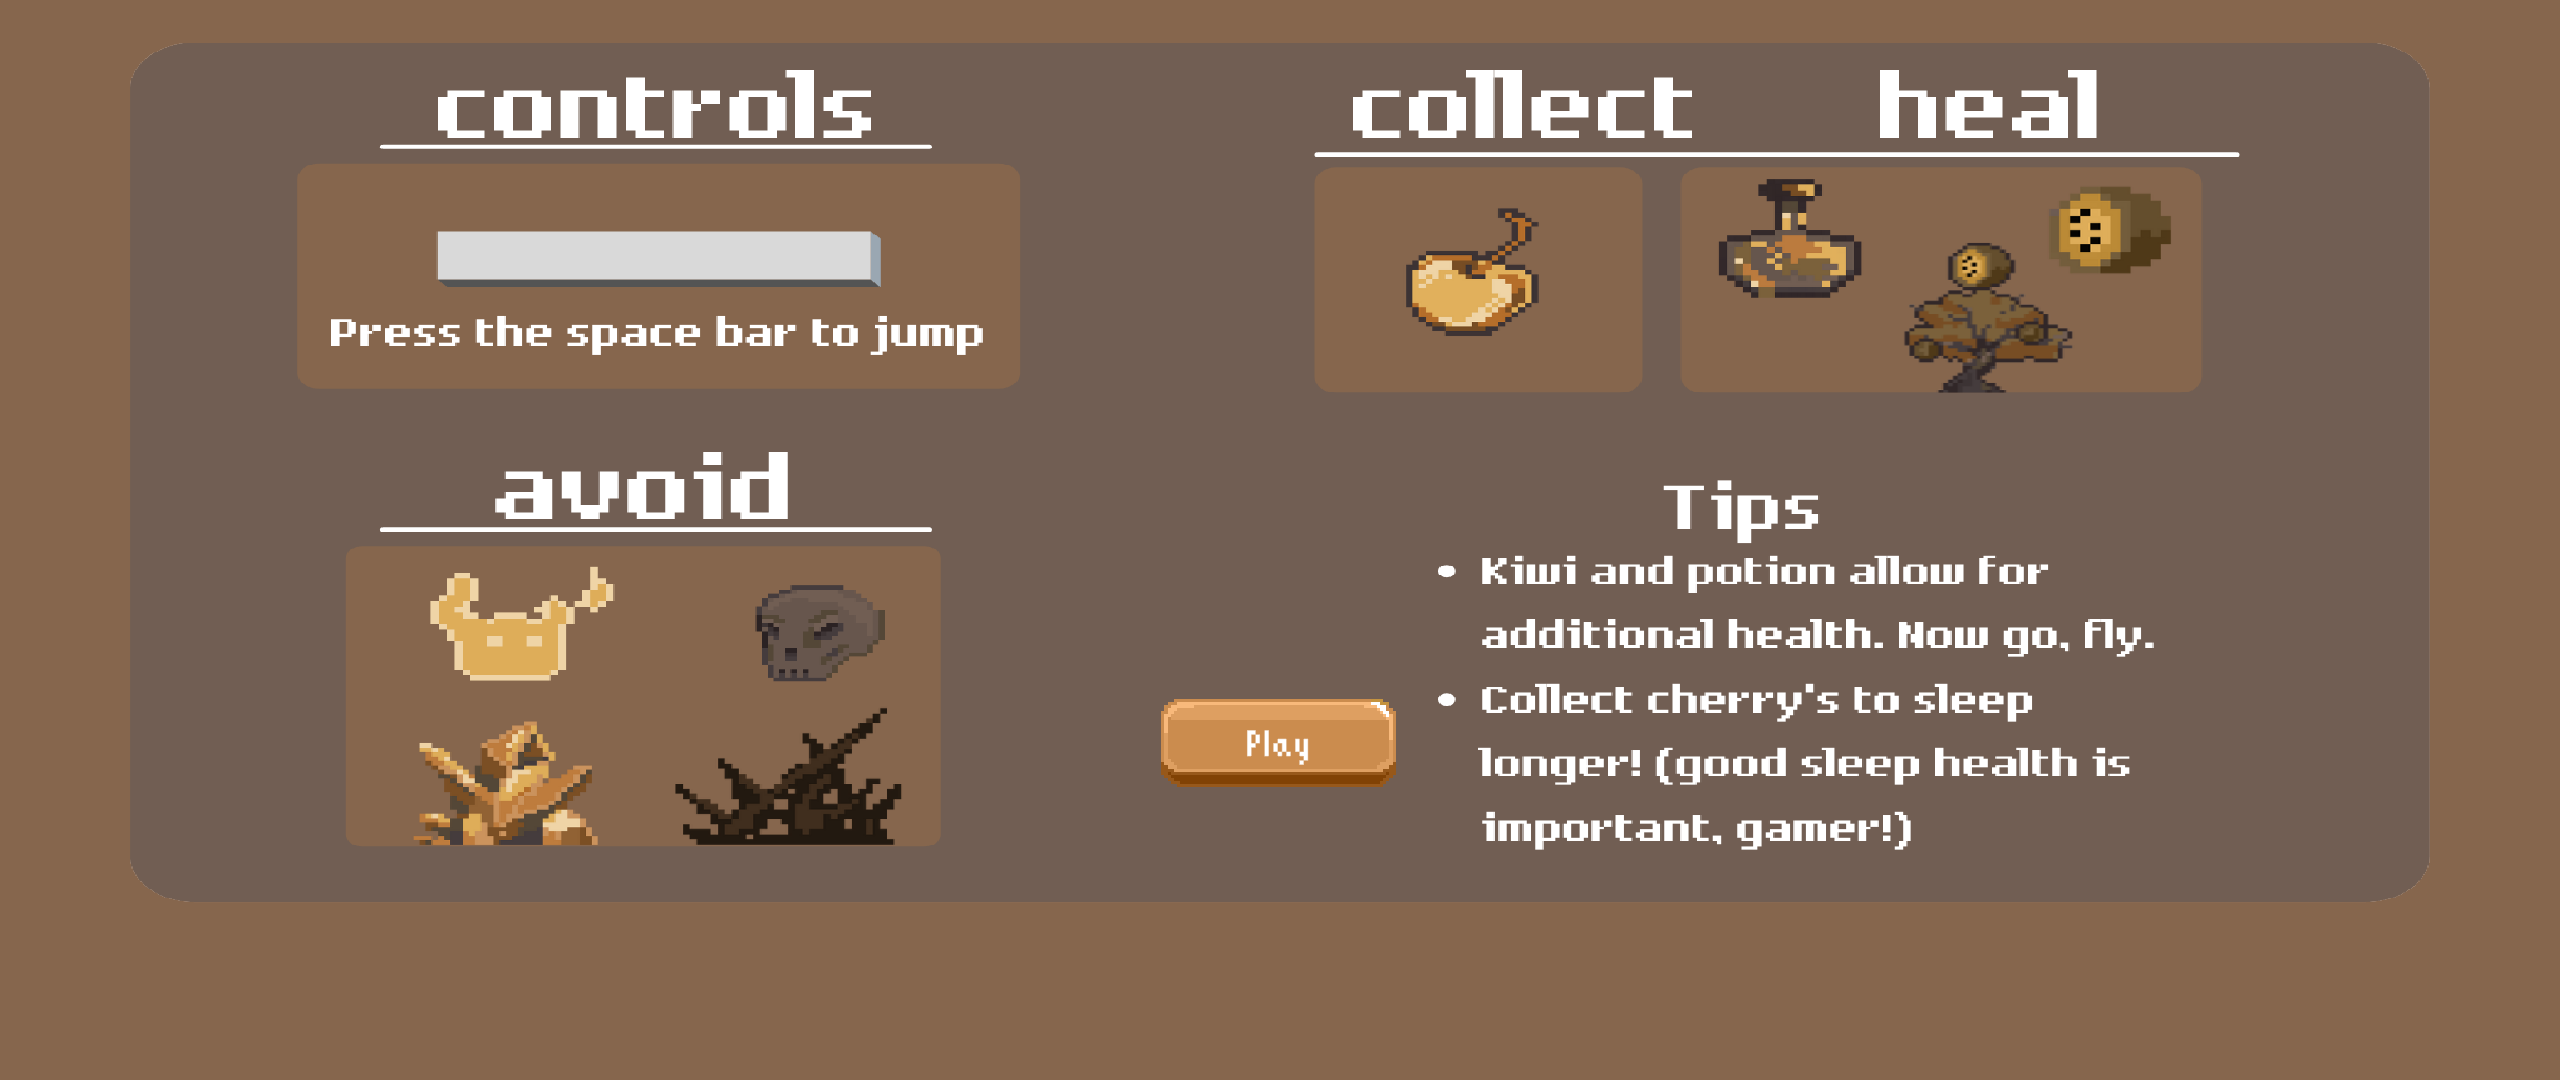 controls
Press the space bar to jump
avoid
collect
heal
Tips
• Kiwi and potion allow for
additional health. Now go, fly.
• Collect cherry's to sleep
longer! (good sleep health is
important, gamer!)
Play